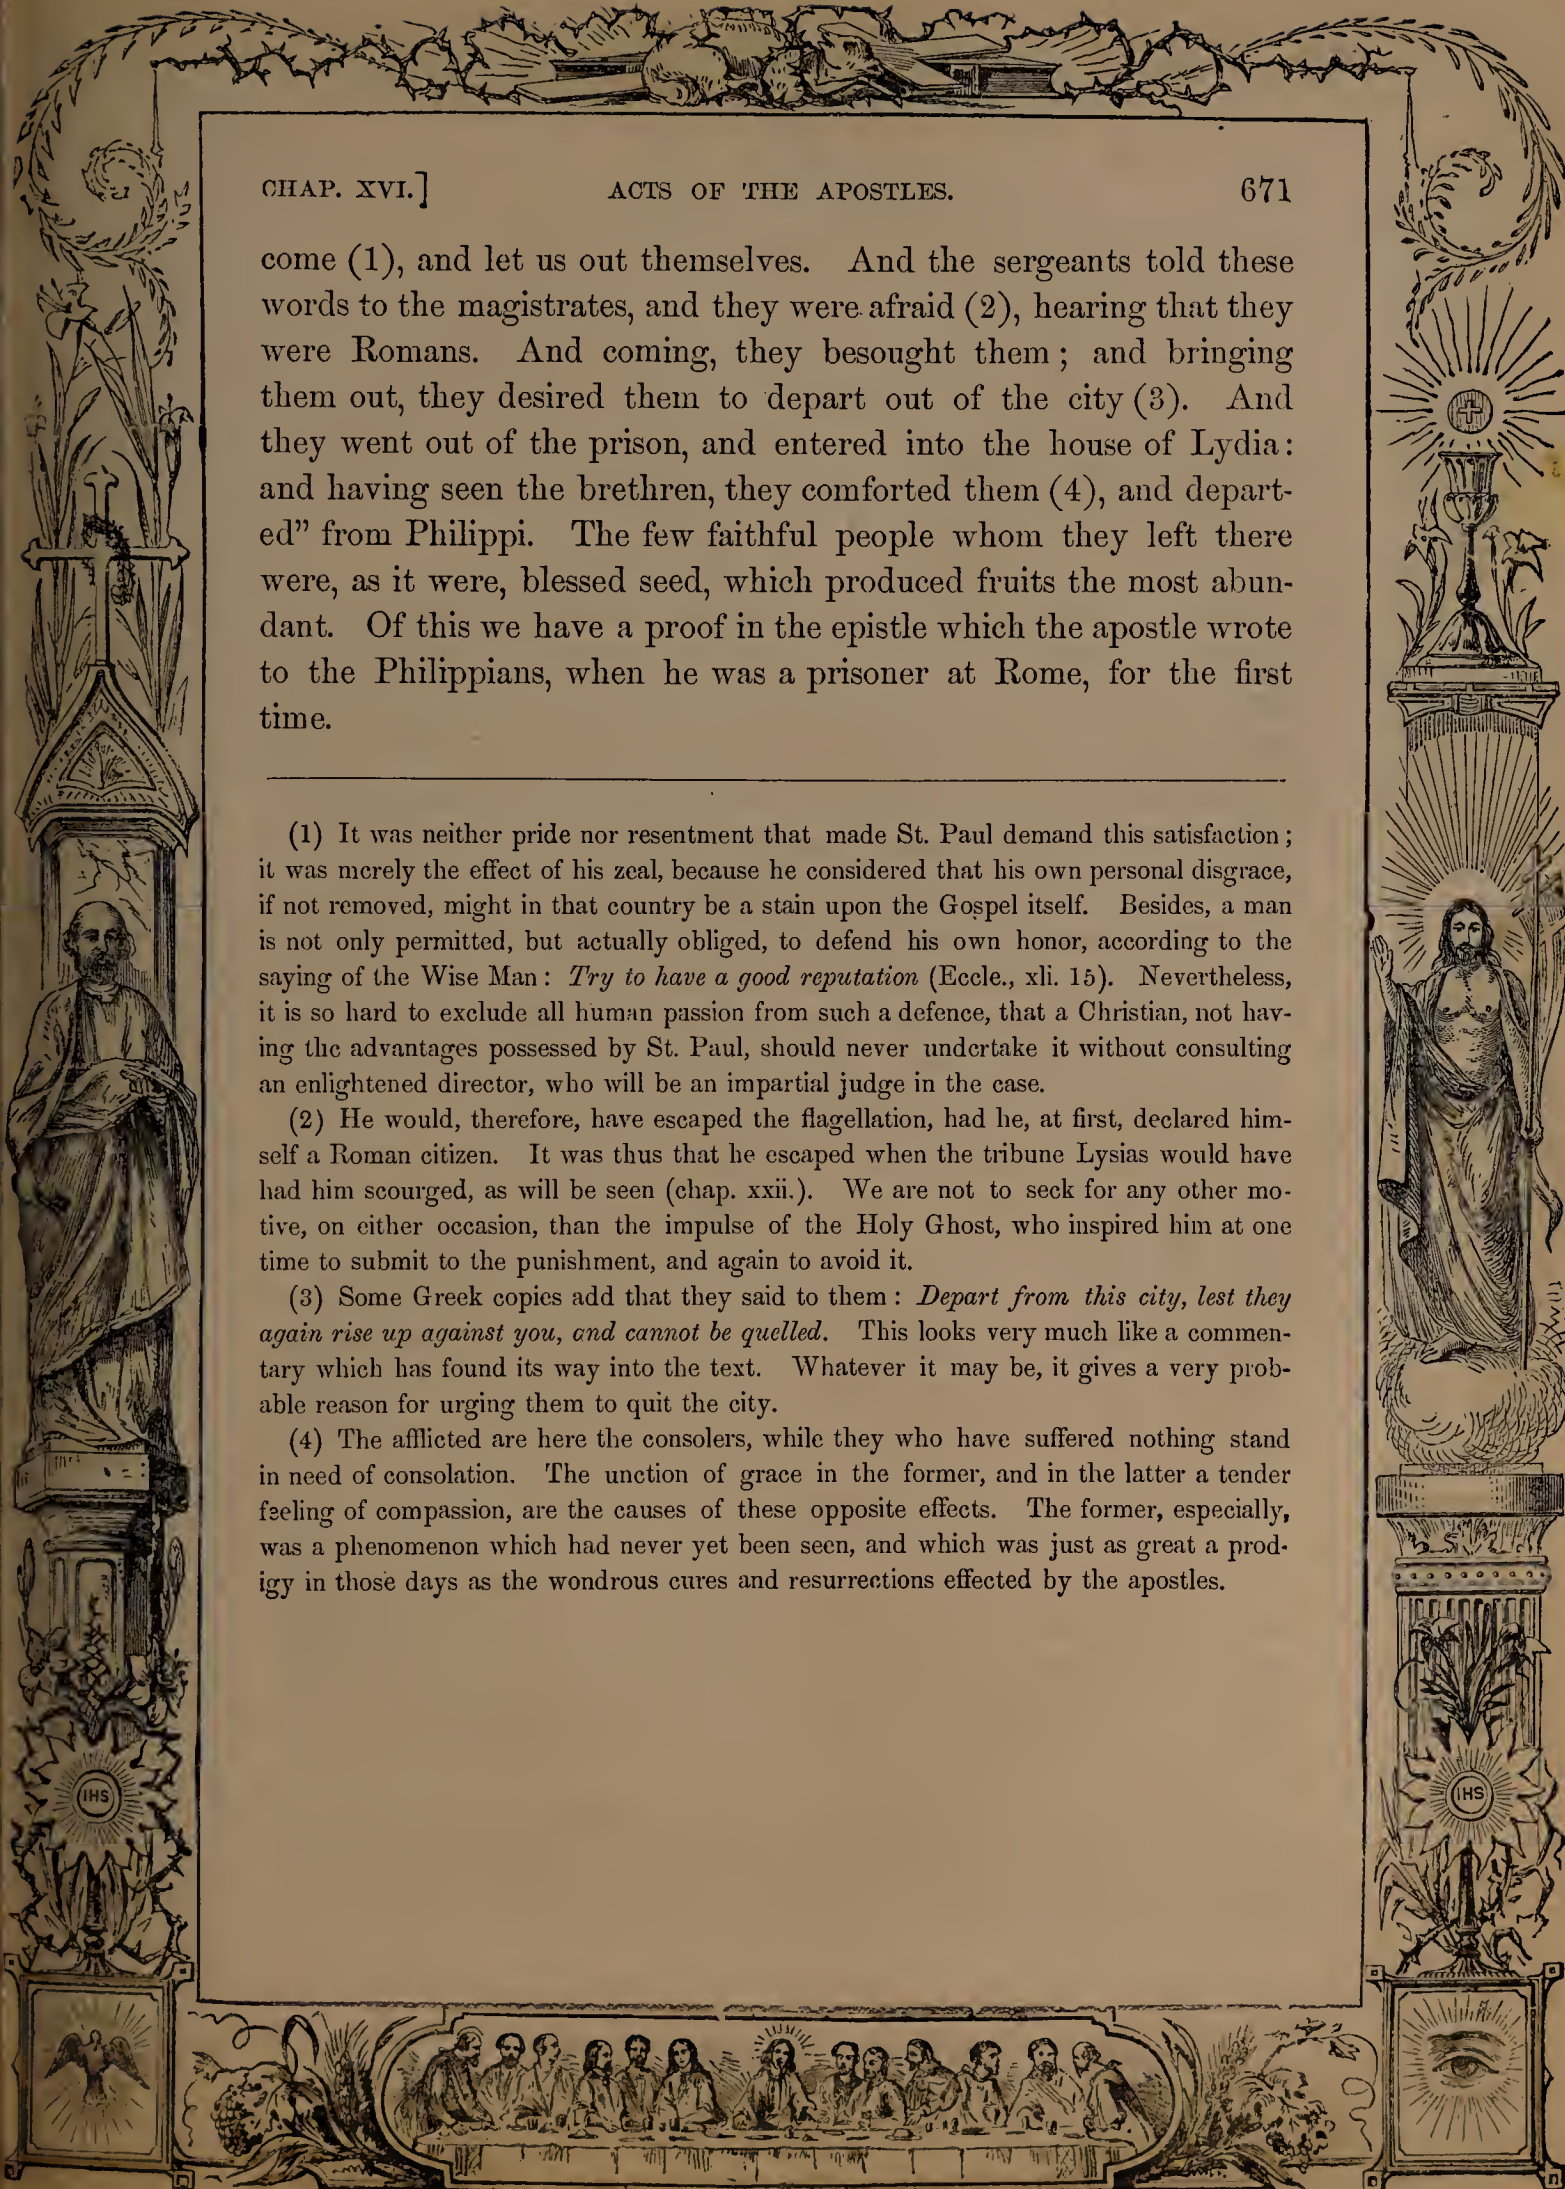 CHAP. XVI.] ACTS OF THE APOSTLES. 671
come (1), and let us out themselves. And the sergeants told these
words to the magistrates, and they were afraid (2), hearing that they
were Romans. And coming, they besought them ; and bringing
them out, they desired them to depart out of the city (3). And
they went out of the prison, and entered into the house of Lydia:
and having seen the brethren, they comforted them (4), and depart-
ed” from Philippi. The few faithful people whom they left there
were, as it were, blessed seed, which produced fruits the most abun-
dant. Of this we have a proof in the epistle which the apostle wrote
to the Philippians, when he was a prisoner at Rome, for the first
time.
(1) It was neither pride nor resentment that made St. Paul demand this satisfaction ;
it was merely the effect of his zeal, because he considered that his own personal disgrace,
if not removed, might in that country be a stain upon the Gospel itself. Besides, a man
is not only permitted, but actually obliged, to defend his own honor, according to the
saying of the Wise Man : Try to have a good reputation (Eccle., xli. 15). Nevertheless,
it is so hard to exclude all human passion from such a defence, that a Christian, not hav-
ing the advantages possessed by St. Paul, should never undertake it without consulting
an enlightened director, who will be an impartial judge in the case.
(2) He would, therefore, have escaped the flagellation, had he, at first, declared him-
self a Roman citizen. It was thus that he escaped when the tribune Lysias would have
had him scourged, as will be seen (chap. xxii.). We are not to seek for any other mo-
tive, on either occasion, than the impulse of the Holy Ghost, who inspired him at one
time to submit to the punishment, and again to avoid it.
(3) Some Greek copies add that they said to them : Depart from this city, lest they
again rise up against you, and cannot be quelled. This looks very much like a commen-
tary which has found its way into the text. Whatever it may be, it gives a very prob-
able reason for urging them to quit the city.
(4) The afflicted are here the consolers, while they who have suffered nothing stand
in need of consolation. The unction of grace in the former, and in the latter a tender
feeling of compassion, are the causes of these opposite effects. The former, especially,
was a phenomenon which had never yet been seen, and which was just as great a prod-
igy in those days as the wondrous cures and resurrections effected by the apostles.
IHS
IHS